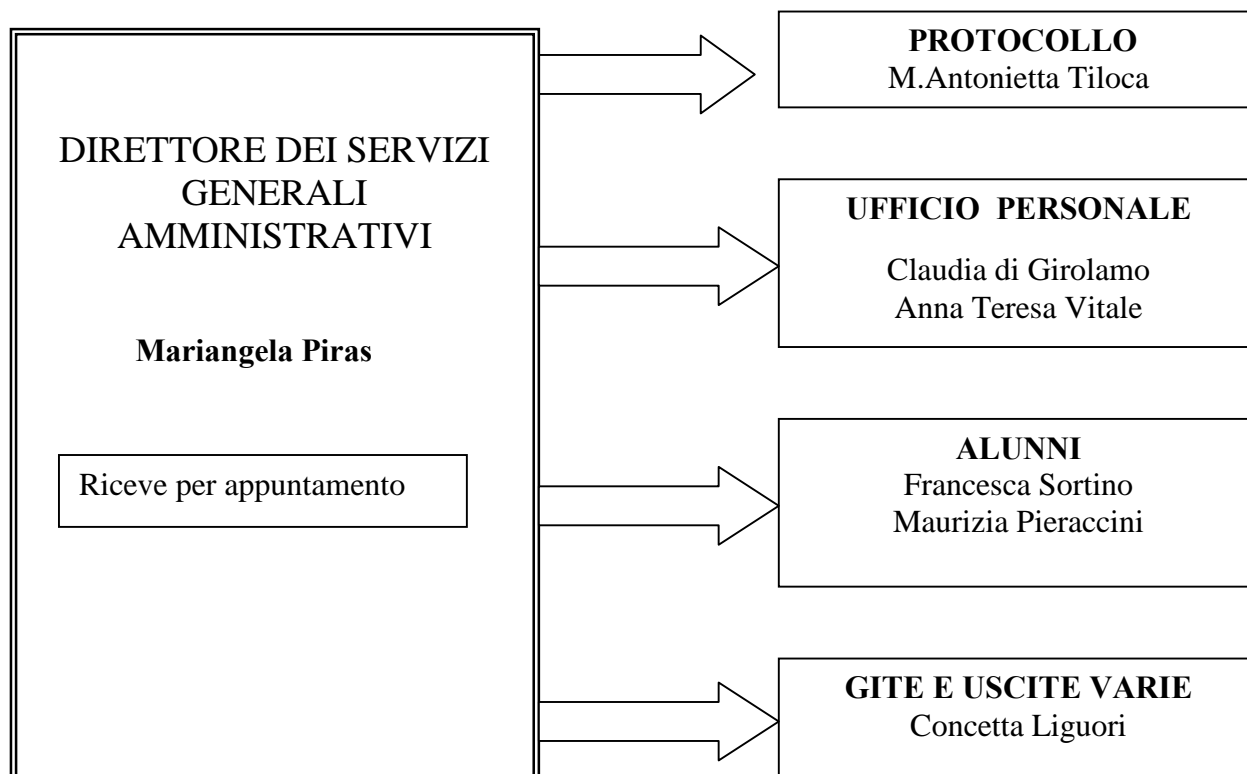 DIRETTORE DEI SERVIZI
GENERALI
AMMINISTRATIVI
Mariangela Piras
Riceve per appuntamento
PROTOCOLLO
M.Antonietta Tiloca
UFFICIO PERSONALE
Claudia di Girolamo
Anna Teresa Vitale
ALUNNI
Francesca Sortino
Maurizia Pieraccini
GITE E USCITE VARIE
Concetta Liguori